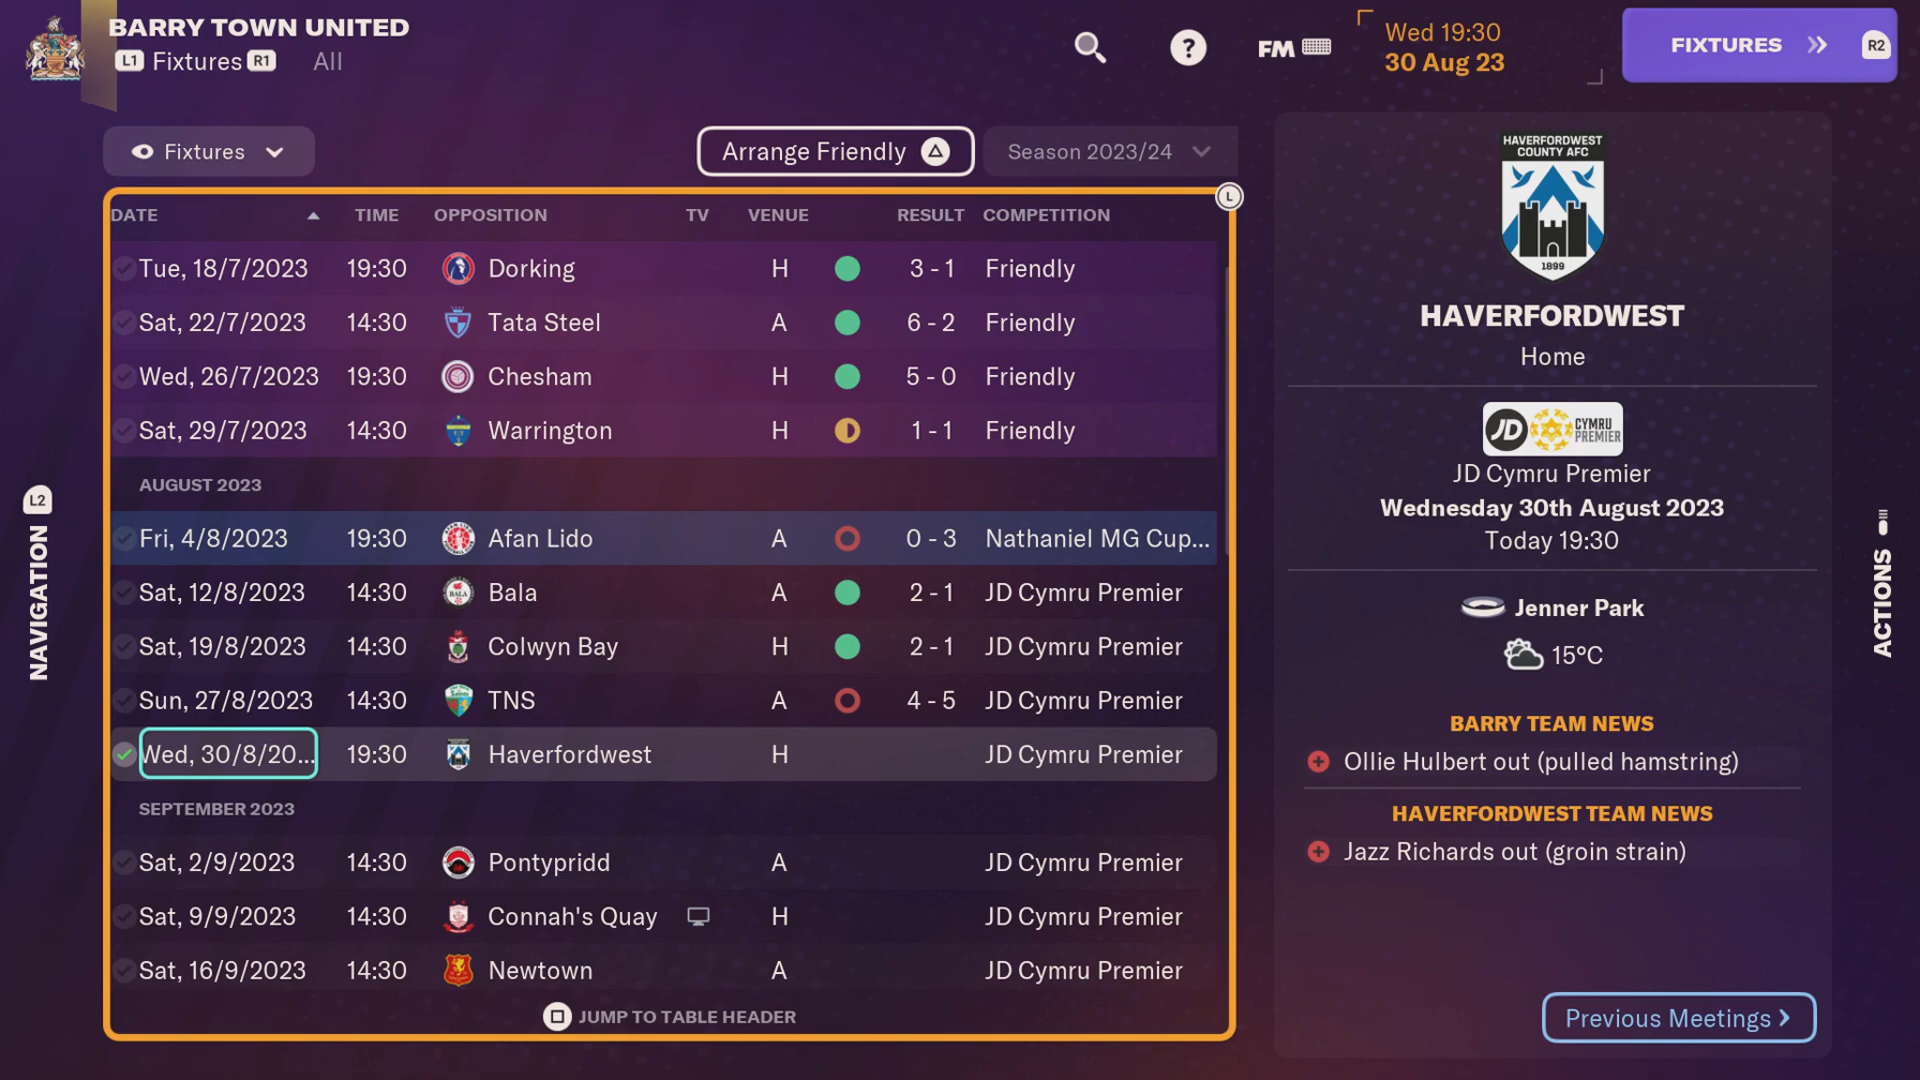 BARRY TOWN UNITED
L1 Fixtures R1 All
FM
Wed 19:30
30 Aug 23
FIXTURES R2
Fixtures
Arrange Friendly
Season 2023/24
L
DATE TIME OPPOSITION TV VENUE RESULT COMPETITION
Tue, 18/7/2023 19:30 Dorking H 3 - 1 Friendly
Sat, 22/7/2023 14:30 Tata Steel A 6 - 2 Friendly
Wed, 26/7/2023 19:30 Chesham H 5 - 0 Friendly
Sat, 29/7/2023 14:30 Warrington H 1 - 1 Friendly
AUGUST 2023
Fri, 4/8/2023 19:30 Afan Lido A 0 - 3 Nathaniel MG Cup...
Sat, 12/8/2023 14:30 Bala A 2 - 1 JD Cymru Premier
Sat, 19/8/2023 14:30 Colwyn Bay H 2 - 1 JD Cymru Premier
Sun, 27/8/2023 14:30 TNS A 4 - 5 JD Cymru Premier
Wed, 30/8/20... 19:30 Haverfordwest H JD Cymru Premier
SEPTEMBER 2023
Sat, 2/9/2023 14:30 Pontypridd A JD Cymru Premier
Sat, 9/9/2023 14:30 Connah's Quay H JD Cymru Premier
Sat, 16/9/2023 14:30 Newtown A JD Cymru Premier
JUMP TO TABLE HEADER
L2
NAVIGATION
HAVERFORDWEST
COUNTY AFC
1899
HAVERFORDWEST
Home
JD CYMRU
PREMIER
JD Cymru Premier
Wednesday 30th August 2023
Today 19:30
Jenner Park
15°C
BARRY TEAM NEWS
Ollie Hulbert out (pulled hamstring)
HAVERFORDWEST TEAM NEWS
Jazz Richards out (groin strain)
Previous Meetings
ACTIONS